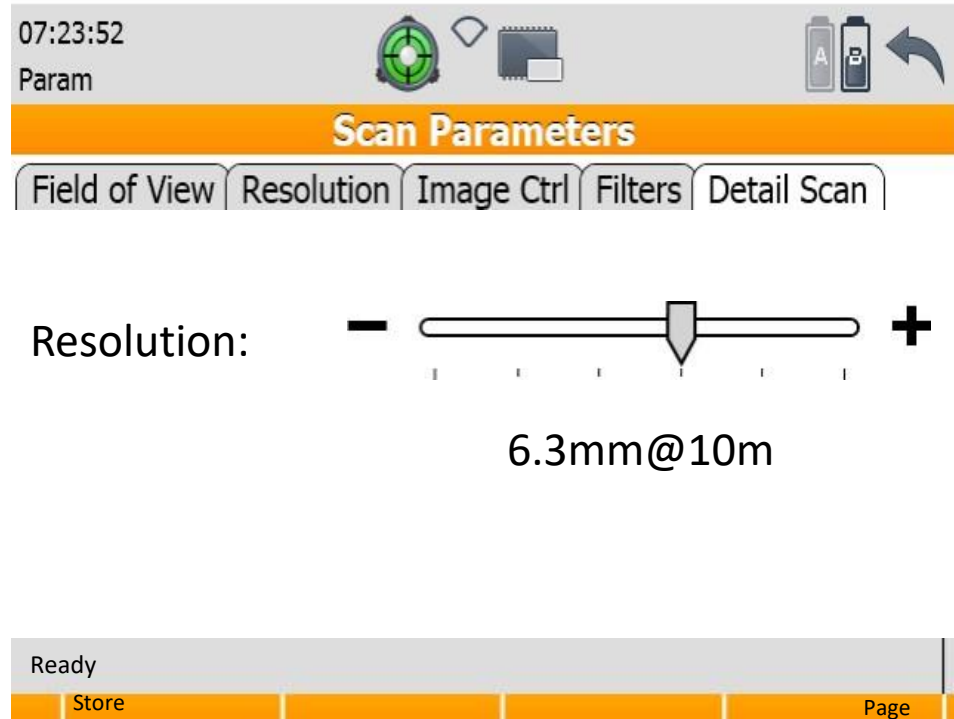 07:23:52
Param
A B
Scan Parameters
Field of View Resolution Image Ctrl Filters Detail Scan
Resolution: - +
6.3mm@10m
Ready
Store Page